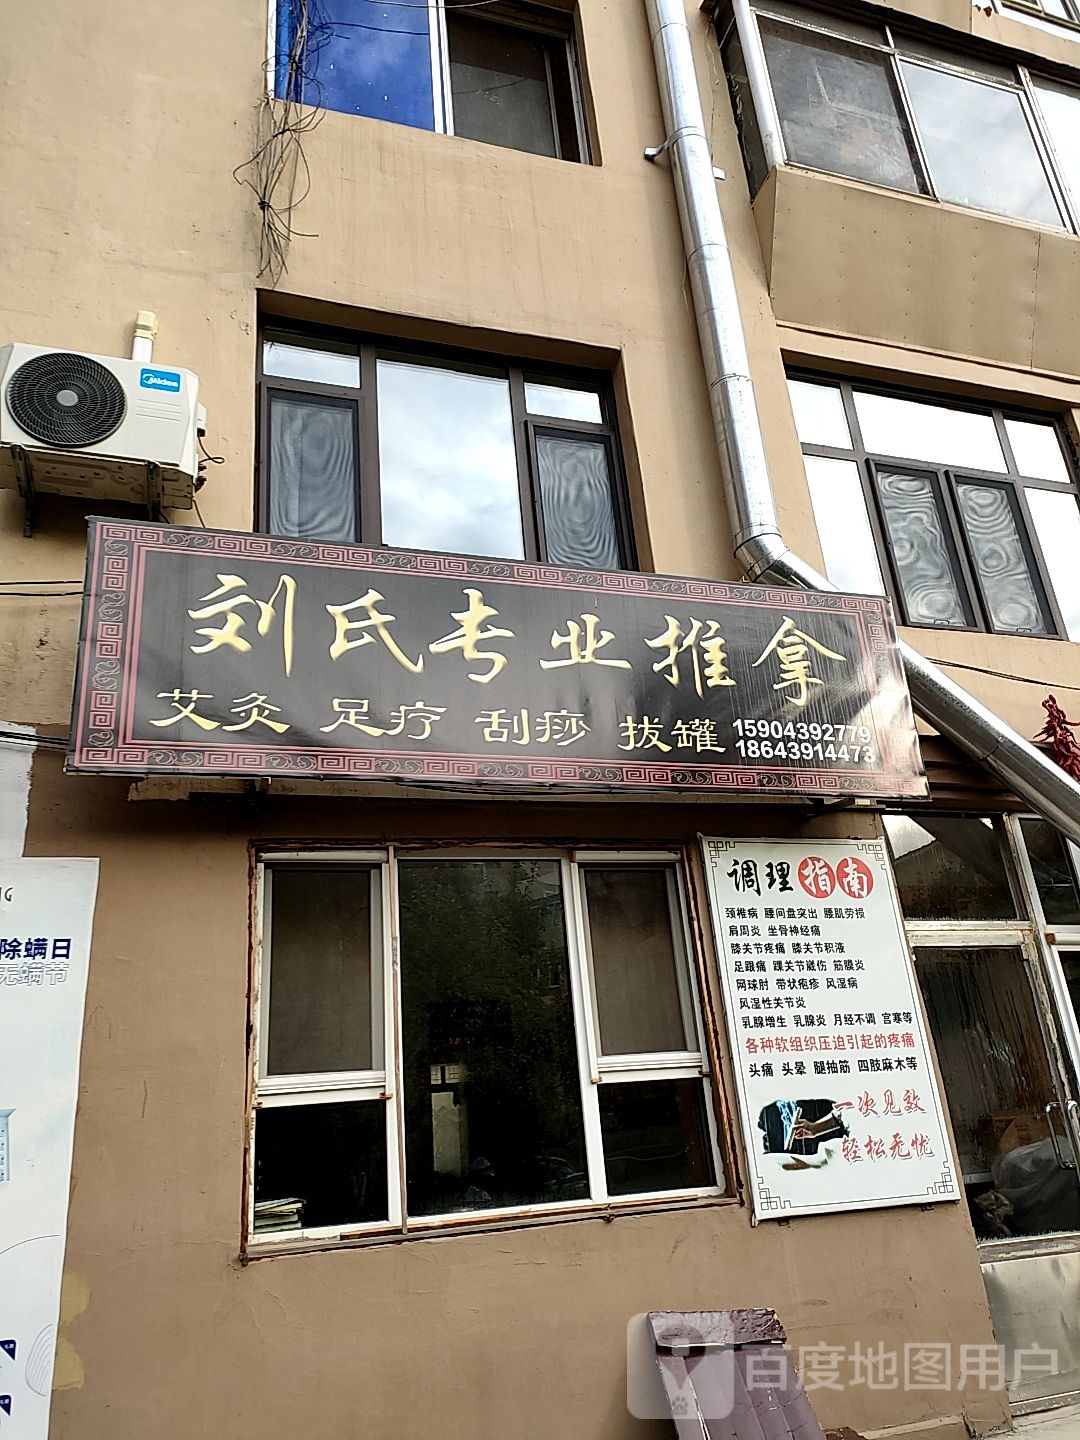 Midea
刘氏专业推拿
艾灸 足疗 刮痧 拔罐
15904392779
18643914473
调理指南
颈椎病 腰间盘突出 腰肌劳损
肩周炎 坐骨神经痛
膝关节疼痛 膝关节积液
足跟痛 踝关节崴伤 筋膜炎
网球肘 带状疱疹 风湿病
风湿性关节炎
乳腺增生 乳腺炎 月经不调 宫寒等
各种软组织压迫引起的疼痛
头痛 头晕 腿抽筋 四肢麻木等
一次见效
轻松无忧
除螨日
无螨节
百度地图用户